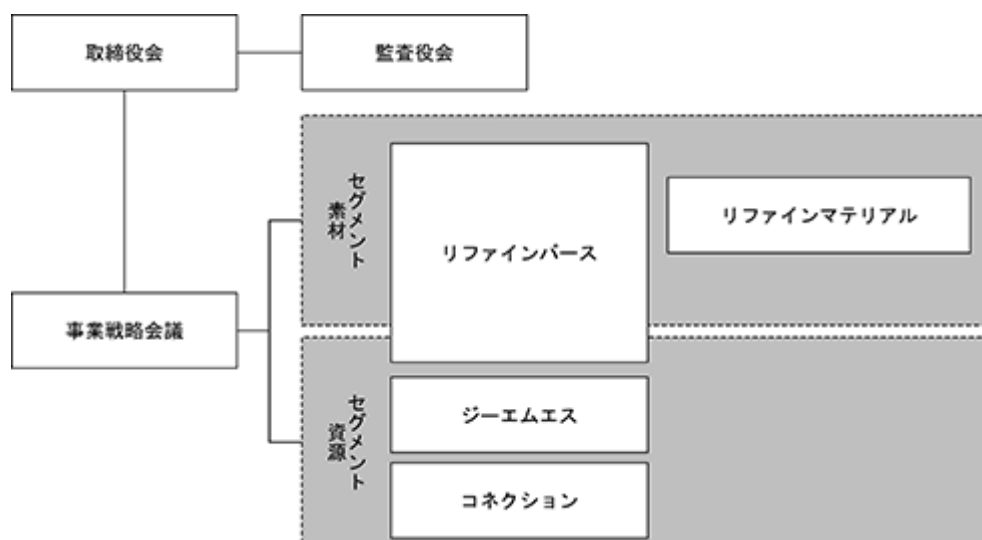 取締役会
監査役会
素材
セグメント
リファインバース
リファインマテリアル
事業戦略会議
資源
セグメント
ジーエムエス
コネクション